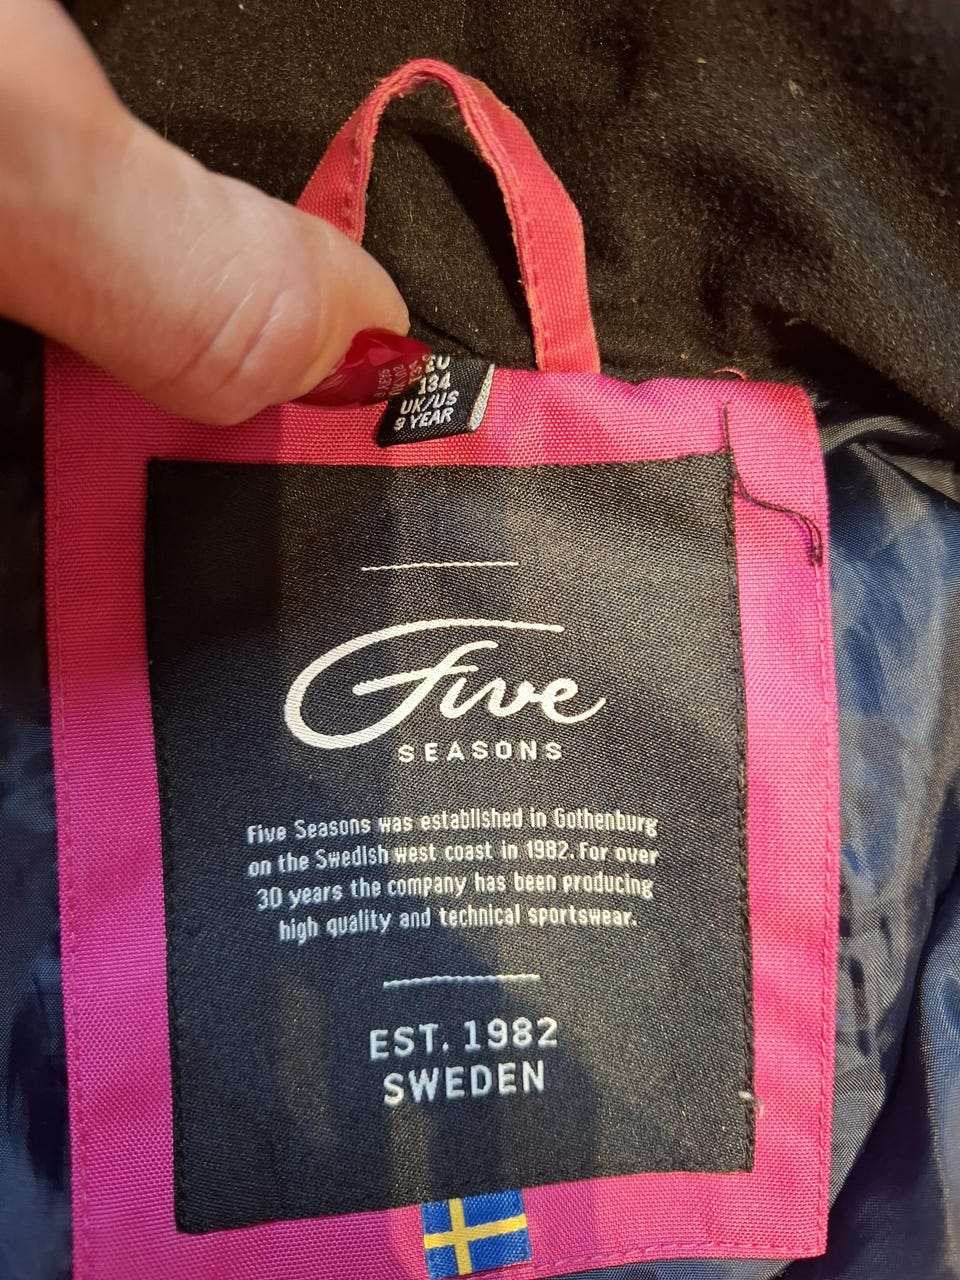 EU
134
UK/US
9 YEAR
Five
SEASONS
Five Seasons was established in Gothenburg
on the Swedish west coast in 1982. For over
30 years the company has been producing
high quality and technical sportswear.
EST. 1982
SWEDEN